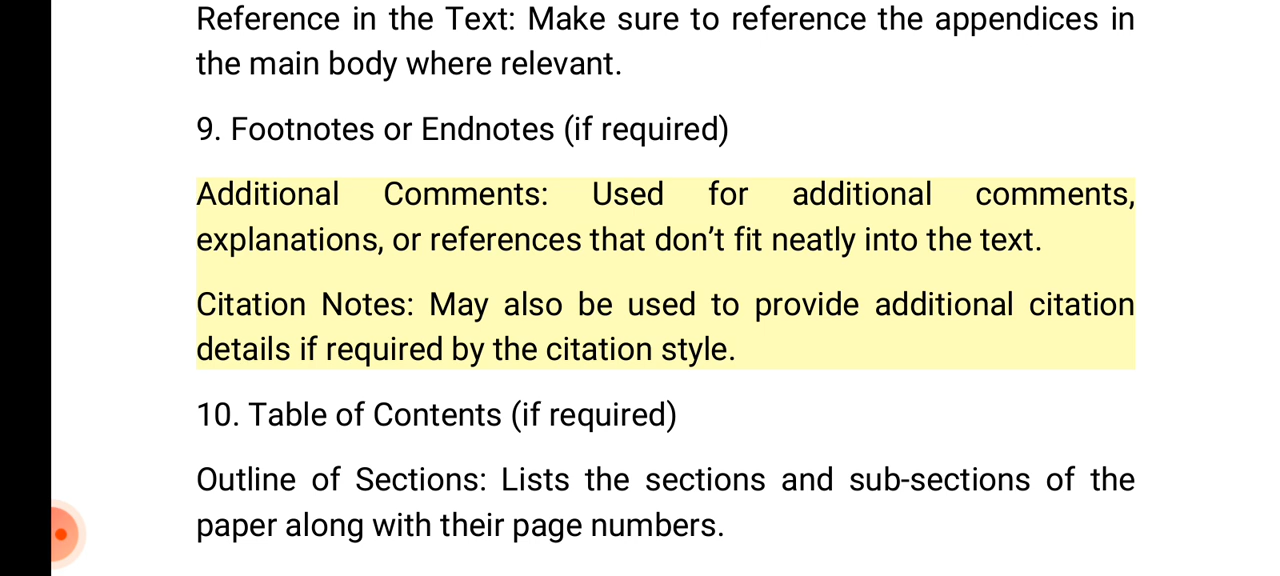 Reference in the Text: Make sure to reference the appendices in
the main body where relevant.
9. Footnotes or Endnotes (if required)
Additional Comments: Used for additional comments,
explanations, or references that don’t fit neatly into the text.
Citation Notes: May also be used to provide additional citation
details if required by the citation style.
10. Table of Contents (if required)
Outline of Sections: Lists the sections and sub-sections of the
paper along with their page numbers.